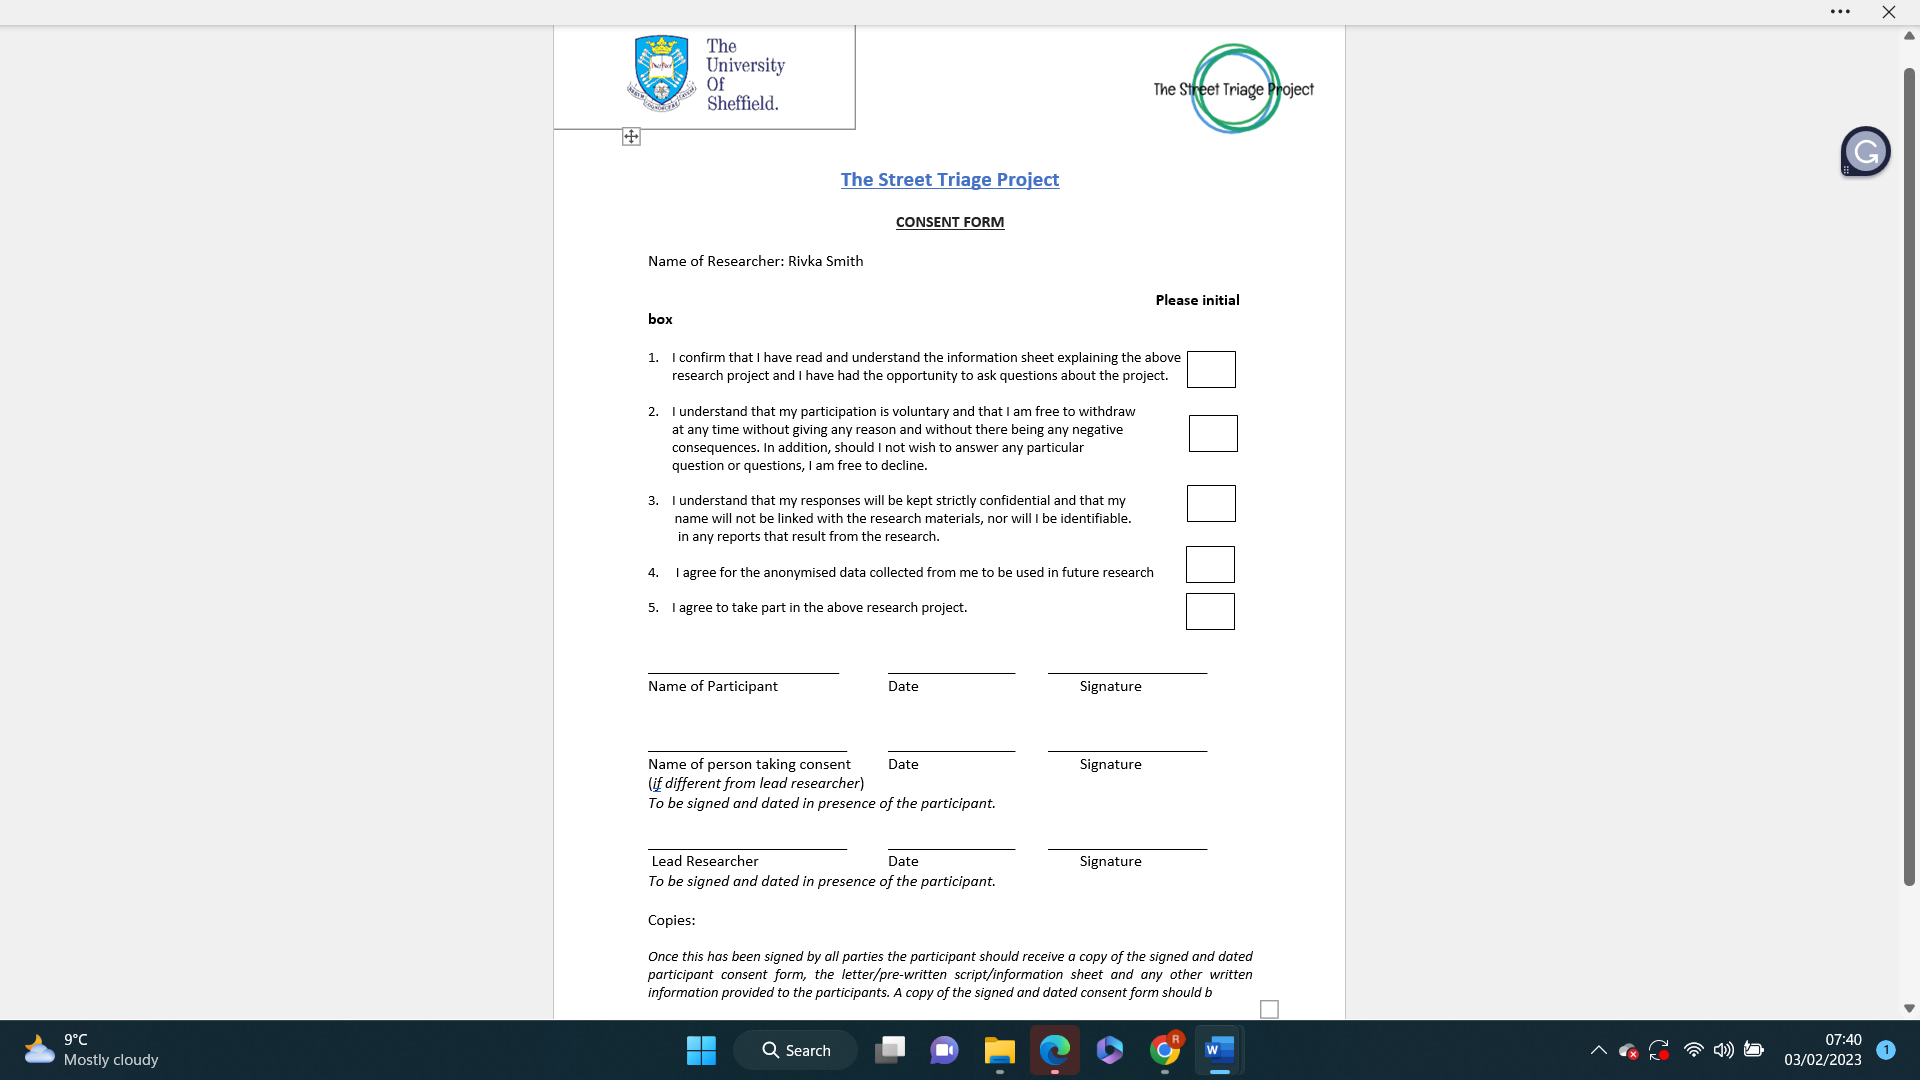 The
University
Of
Sheffield.
The Street Triage Project
The Street Triage Project
CONSENT FORM
Name of Researcher: Rivka Smith
Please initial
box
1. I confirm that I have read and understand the information sheet explaining the above
research project and I have had the opportunity to ask questions about the project.
2. I understand that my participation is voluntary and that I am free to withdraw
at any time without giving any reason and without there being any negative
consequences. In addition, should I not wish to answer any particular
question or questions, I am free to decline.
3. I understand that my responses will be kept strictly confidential and that my
name will not be linked with the research materials, nor will I be identifiable.
in any reports that result from the research.
4. I agree for the anonymised data collected from me to be used in future research
5. I agree to take part in the above research project.
Name of Participant Date Signature
Name of person taking consent Date Signature
(if different from lead researcher)
To be signed and dated in presence of the participant.
Lead Researcher Date Signature
To be signed and dated in presence of the participant.
Copies:
Once this has been signed by all parties the participant should receive a copy of the signed and dated
participant consent form, the letter/pre-written script/information sheet and any other written
information provided to the participants. A copy of the signed and dated consent form should b
9°C
Mostly cloudy
Search
R
W
07:40
03/02/2023
1